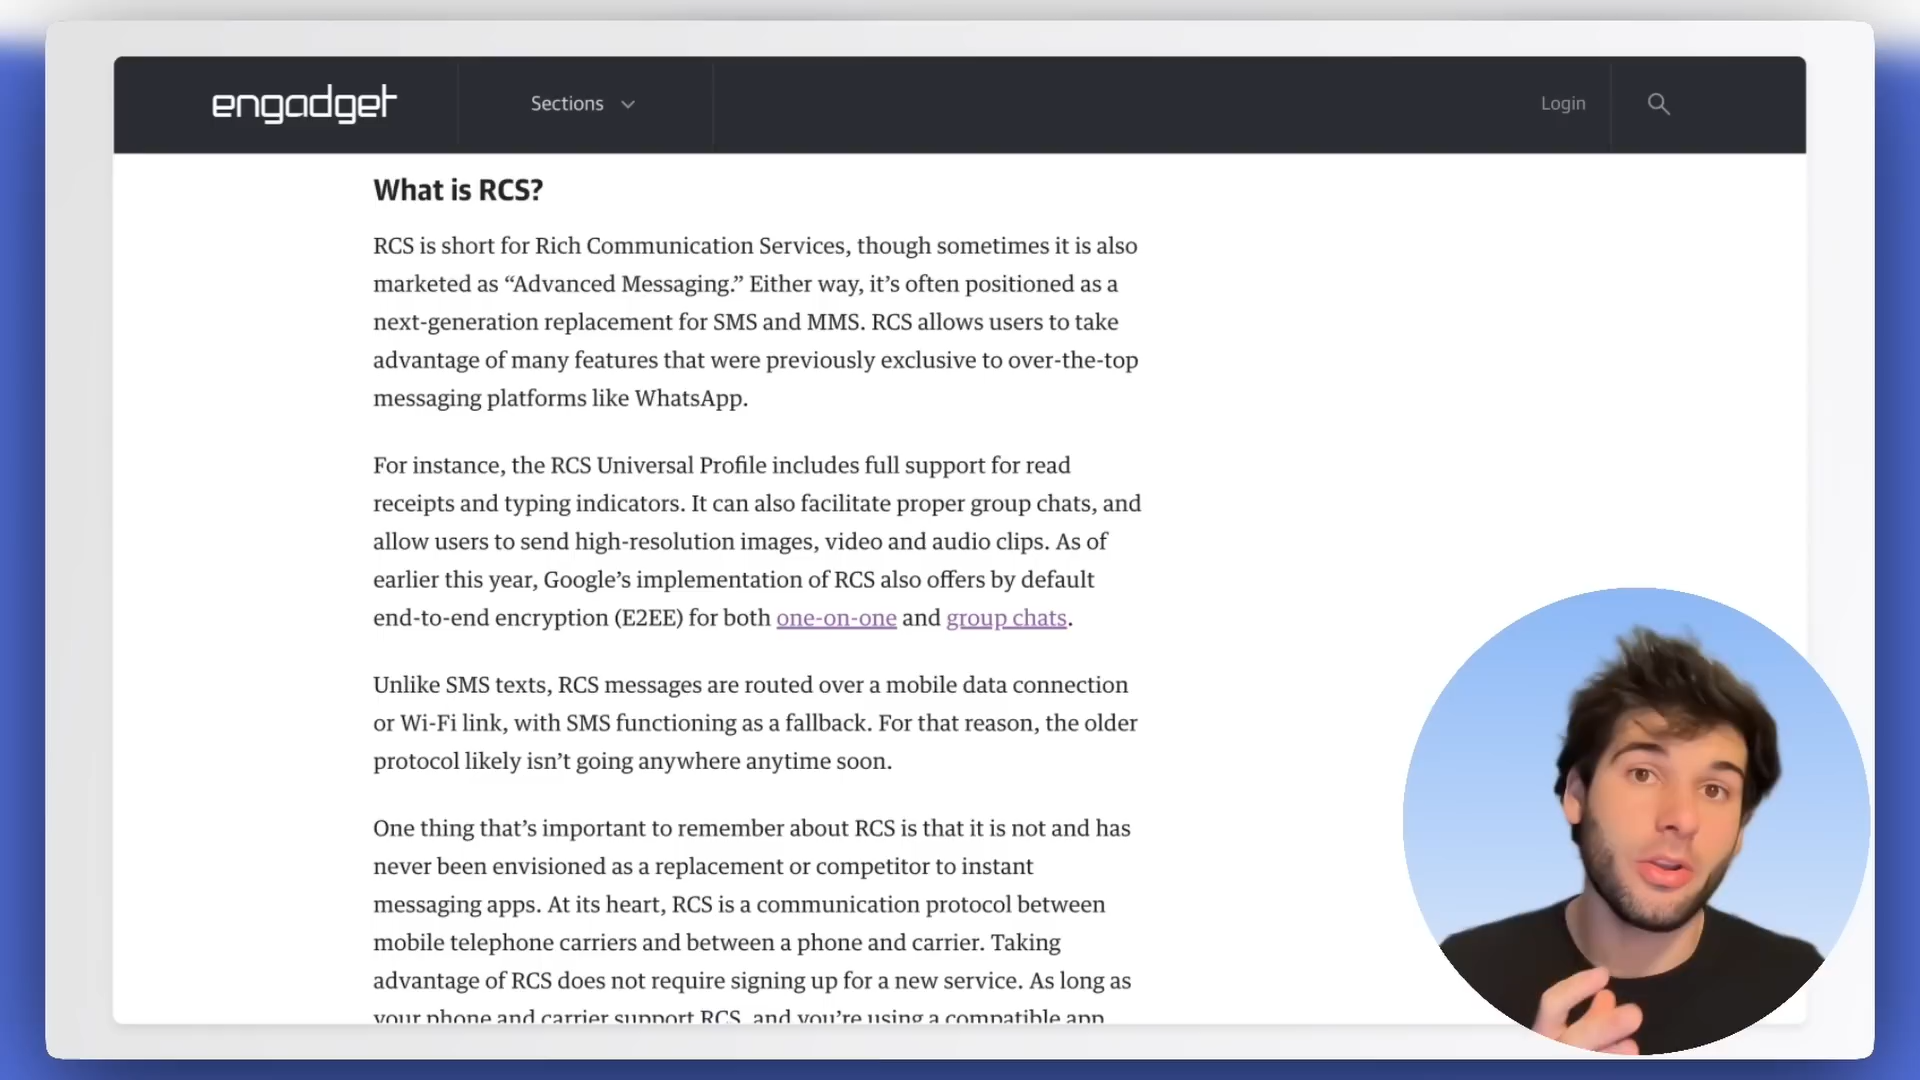 engadget
Sections
Login
What is RCS?
RCS is short for Rich Communication Services, though sometimes it is also
marketed as “Advanced Messaging.” Either way, it’s often positioned as a
next-generation replacement for SMS and MMS. RCS allows users to take
advantage of many features that were previously exclusive to over-the-top
messaging platforms like WhatsApp.
For instance, the RCS Universal Profile includes full support for read
receipts and typing indicators. It can also facilitate proper group chats, and
allow users to send high-resolution images, video and audio clips. As of
earlier this year, Google’s implementation of RCS also offers by default
end-to-end encryption (E2EE) for both one-on-one and group chats.
Unlike SMS texts, RCS messages are routed over a mobile data connection
or Wi-Fi link, with SMS functioning as a fallback. For that reason, the older
protocol likely isn’t going anywhere anytime soon.
One thing that’s important to remember about RCS is that it is not and has
never been envisioned as a replacement or competitor to instant
messaging apps. At its heart, RCS is a communication protocol between
mobile telephone carriers and between a phone and carrier. Taking
advantage of RCS does not require signing up for a new service. As long as
your phone and carrier support RCS, and you’re using a compatible app